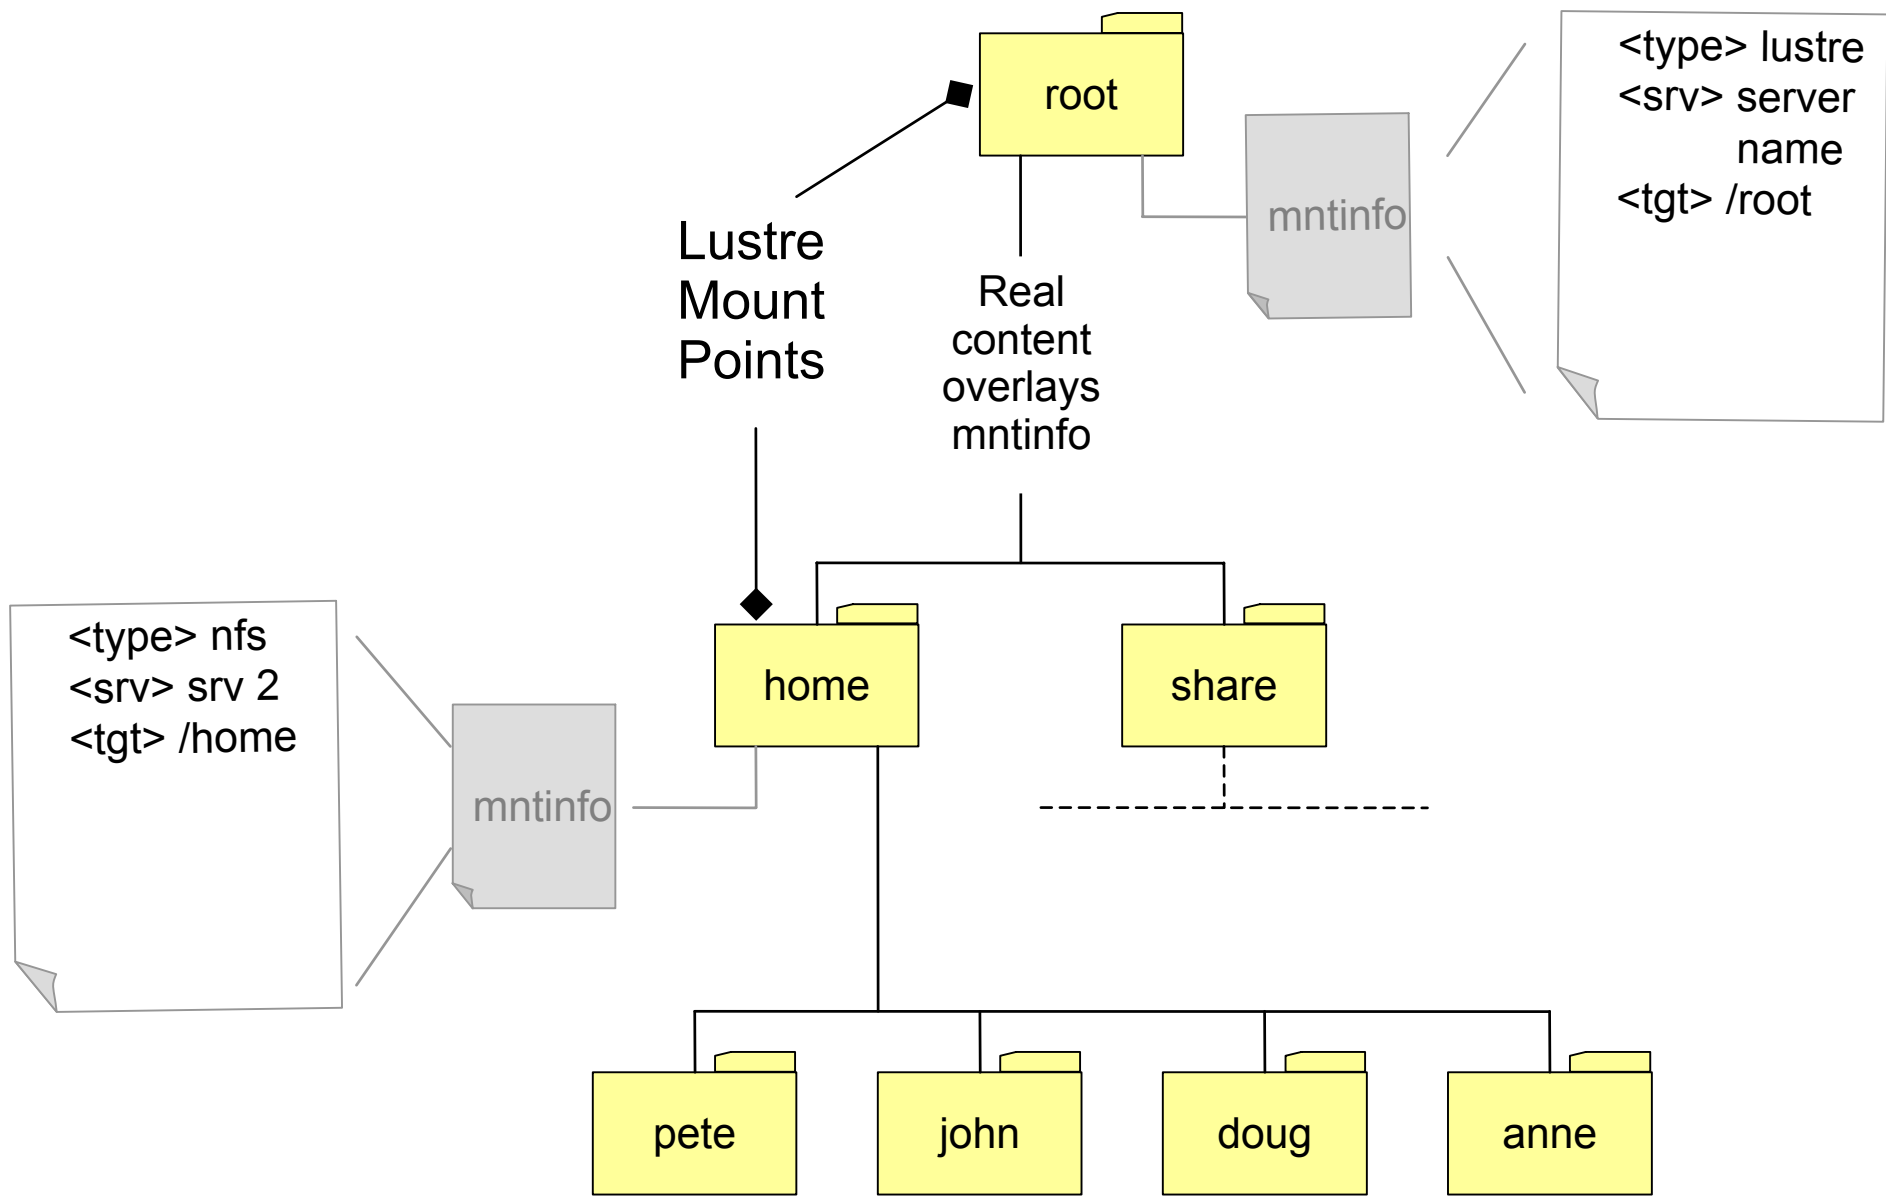 root
<type> lustre
<srv> server
name
<tgt> /root
mntinfo
Lustre
Mount
Points
Real
content
overlays
mntinfo
<type> nfs
<srv> srv 2
<tgt> /home
mntinfo
home
share
pete
john
doug
anne